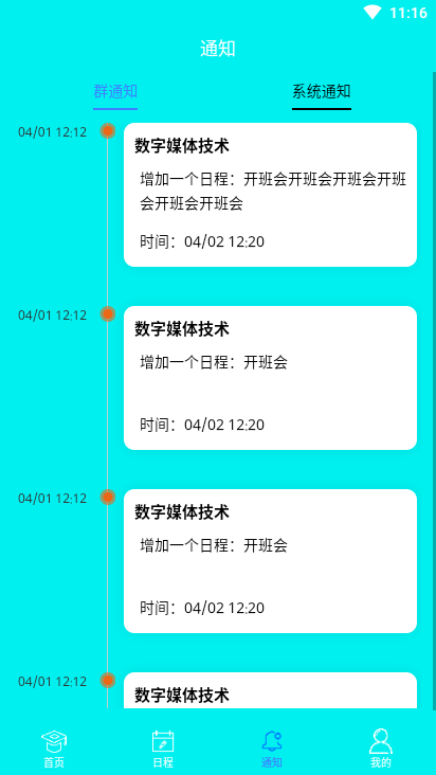 11:16
通知
群通知
系统通知
04/01 12:12
数字媒体技术
增加一个日程：开班会开班会开班会开班
会开班会开班会
时间：04/02 12:20
04/01 12:12
数字媒体技术
增加一个日程：开班会
时间：04/02 12:20
04/01 12:12
数字媒体技术
增加一个日程：开班会
时间：04/02 12:20
04/01 12:12
数字媒体技术
首页
日程
通知
我的